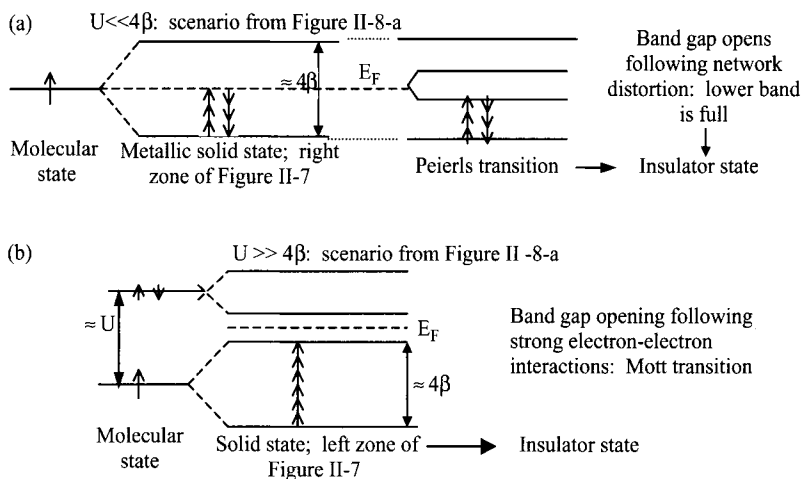 (a)
U<<4β: scenario from Figure II-8-a
≈ 4β
E_F
Band gap opens
following network
distortion: lower band
is full
Molecular
state
Metallic solid state; right
zone of Figure II-7
Peierls transition
Insulator state
(b)
U >> 4β: scenario from Figure II -8-a
≈ U
E_F
≈ 4β
Band gap opening following
strong electron-electron
interactions: Mott transition
Molecular
state
Solid state; left zone of
Figure II-7
Insulator state